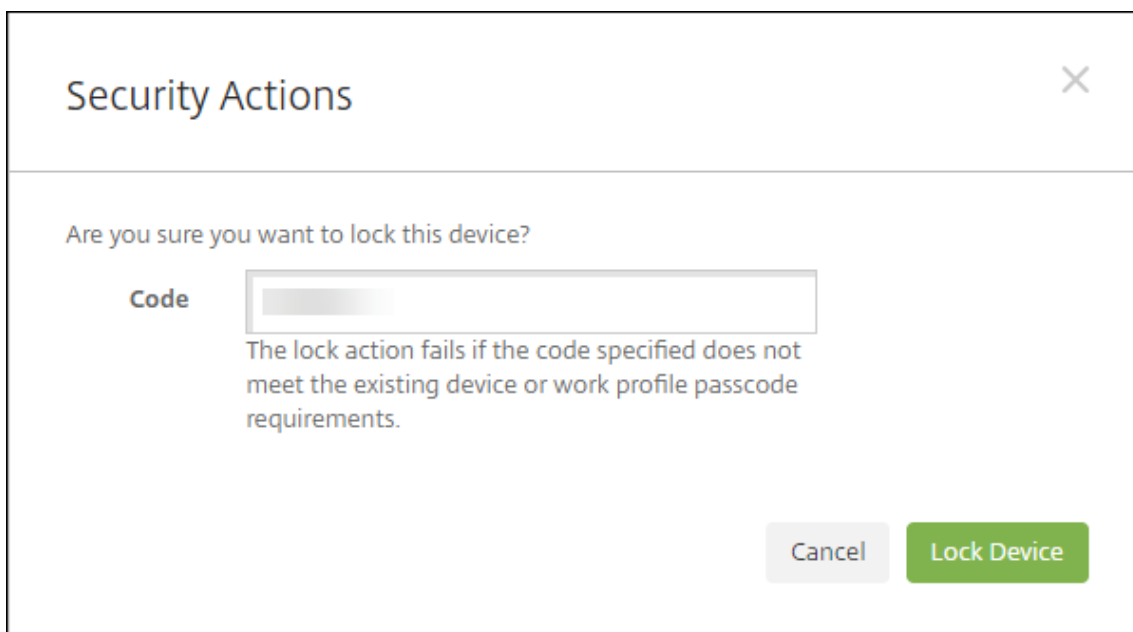 Security Actions
Are you sure you want to lock this device?
Code
The lock action fails if the code specified does not
meet the existing device or work profile passcode
requirements.
Cancel
Lock Device